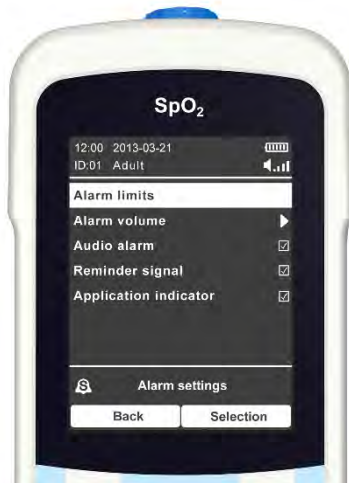 SpO₂
12:00 2013-03-21
ID:01 Adult
Alarm limits
Alarm volume
Audio alarm
Reminder signal
Application indicator
S Alarm settings
Back Selection